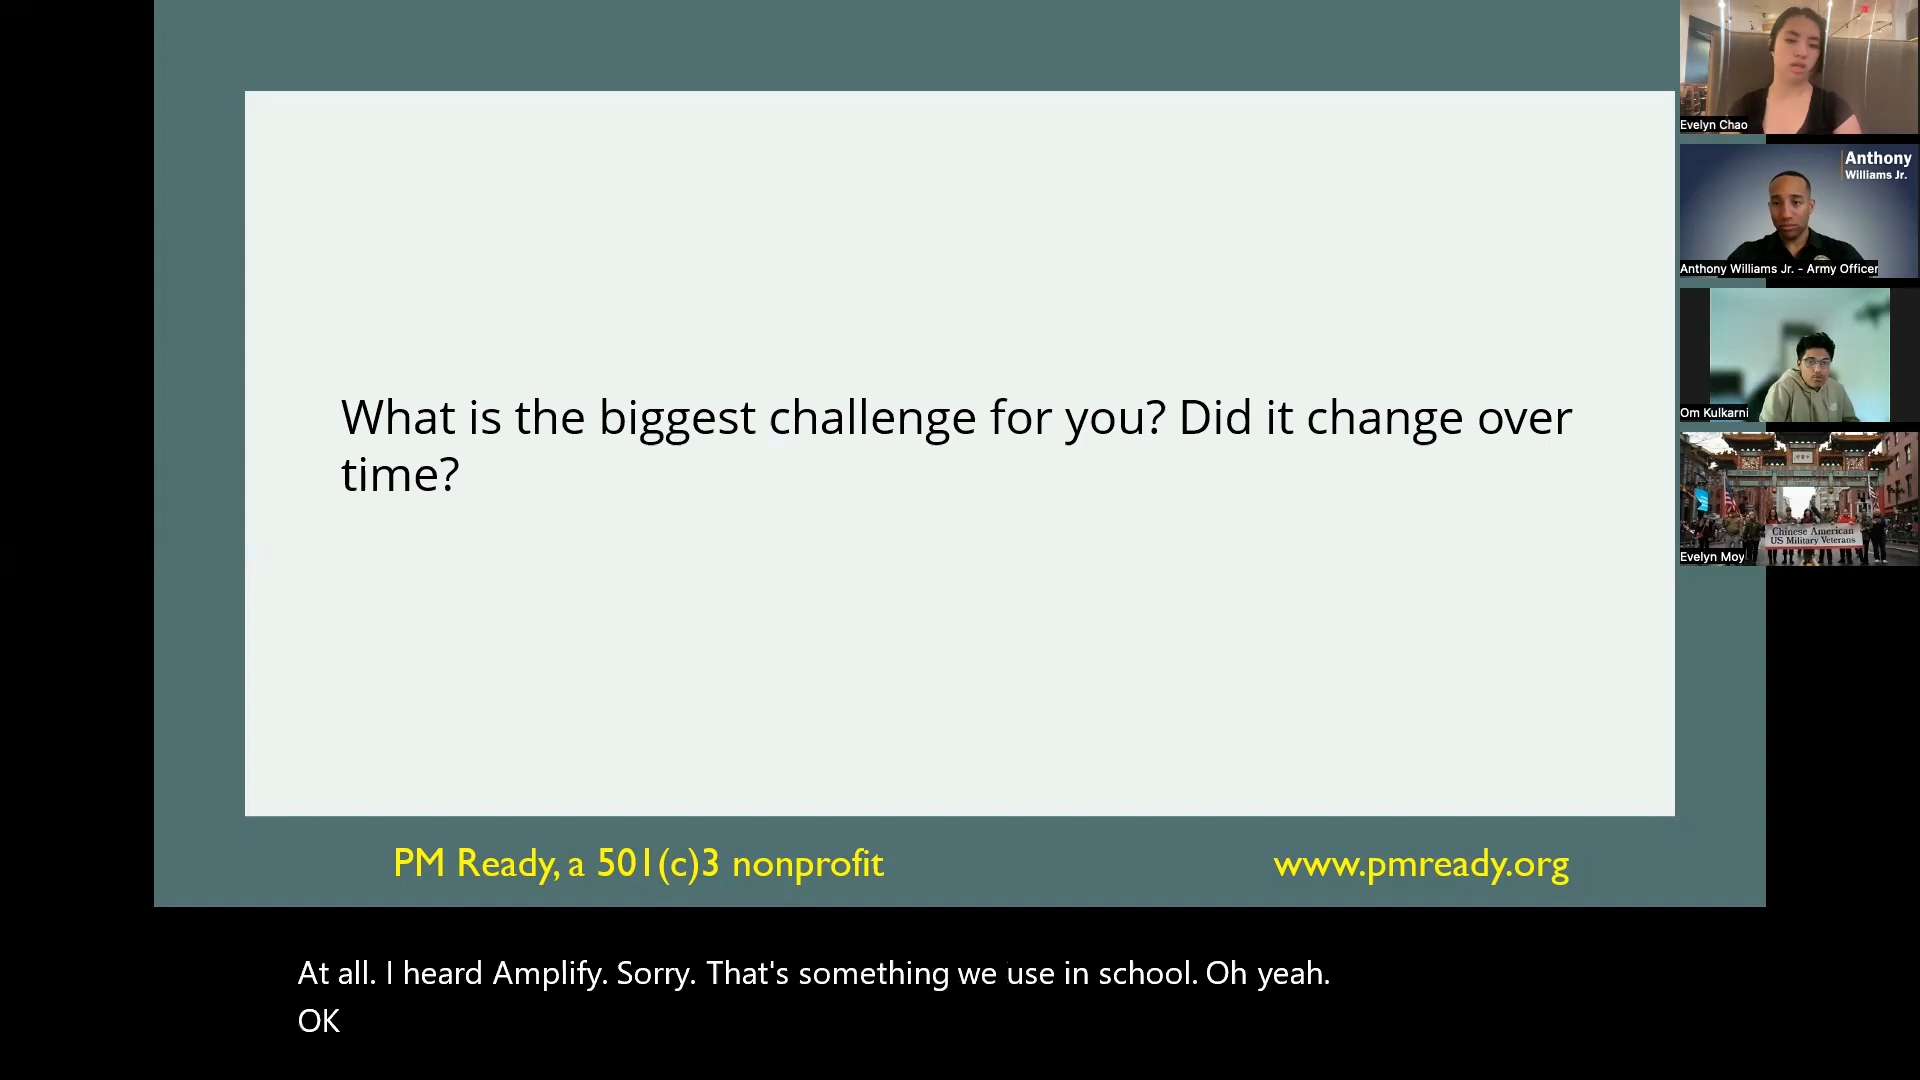 What is the biggest challenge for you? Did it change over
time?
PM Ready, a 501(c)3 nonprofit
www.pmready.org
Evelyn Chao
Anthony
Williams Jr.
Anthony Williams Jr. - Army Officer
Om Kulkarni
Chinese American
US Military Veterans
Evelyn Moy
At all. I heard Amplify. Sorry. That's something we use in school. Oh yeah.
OK